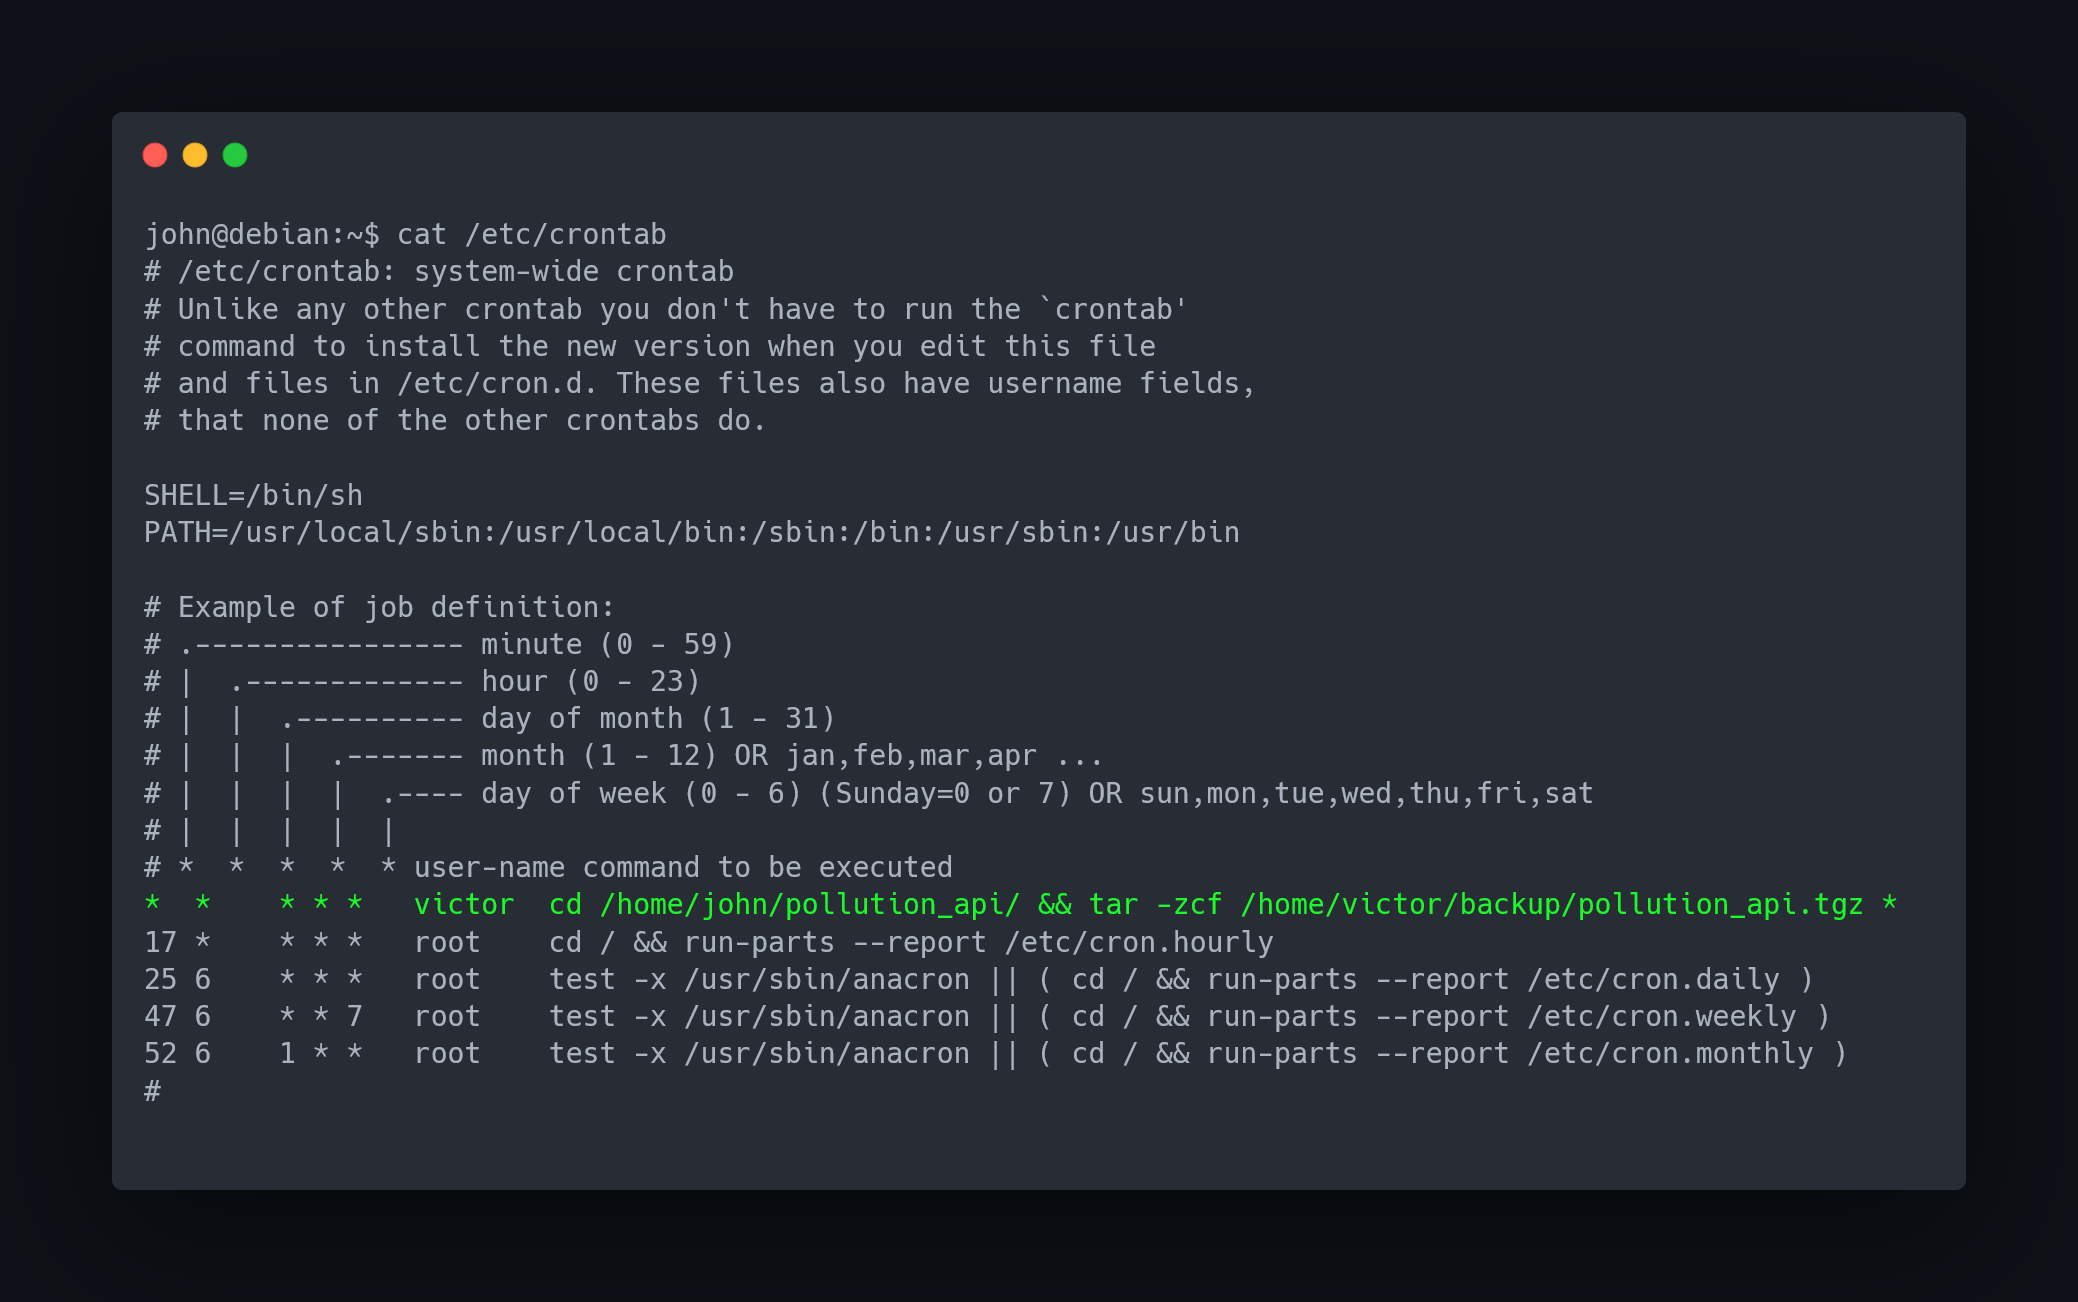 john@debian:~$ cat /etc/crontab
# /etc/crontab: system-wide crontab
# Unlike any other crontab you don't have to run the `crontab'
# command to install the new version when you edit this file
# and files in /etc/cron.d. These files also have username fields,
# that none of the other crontabs do.

SHELL=/bin/sh
PATH=/usr/local/sbin:/usr/local/bin:/sbin:/bin:/usr/sbin:/usr/bin

# Example of job definition:
# .---------------- minute (0 - 59)
# |  .------------- hour (0 - 23)
# |  |  .---------- day of month (1 - 31)
# |  |  |  .------- month (1 - 12) OR jan,feb,mar,apr ...
# |  |  |  |  .---- day of week (0 - 6) (Sunday=0 or 7) OR sun,mon,tue,wed,thu,fri,sat
# |  |  |  |  |
# *  *  *  *  * user-name command to be executed
*  *    * * *   victor  cd /home/john/pollution_api/ && tar -zcf /home/victor/backup/pollution_api.tgz *
17 *    * * *   root    cd / && run-parts --report /etc/cron.hourly
25 6    * * *   root    test -x /usr/sbin/anacron || ( cd / && run-parts --report /etc/cron.daily )
47 6    * * 7   root    test -x /usr/sbin/anacron || ( cd / && run-parts --report /etc/cron.weekly )
52 6    1 * *   root    test -x /usr/sbin/anacron || ( cd / && run-parts --report /etc/cron.monthly )
#